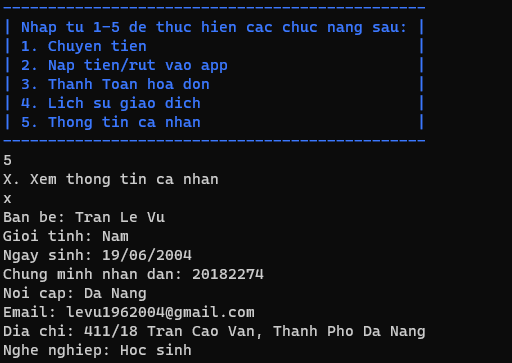 -----------------------------------------------
| Nhap tu 1-5 de thuc hien cac chuc nang sau: |
| 1. Chuyen tien |
| 2. Nap tien/rut vao app |
| 3. Thanh Toan hoa don |
| 4. Lich su giao dich |
| 5. Thong tin ca nhan |
-----------------------------------------------
5
X. Xem thong tin ca nhan
x
Ban be: Tran Le Vu
Gioi tinh: Nam
Ngay sinh: 19/06/2004
Chung minh nhan dan: 20182274
Noi cap: Da Nang
Email: levu1962004@gmail.com
Dia chi: 411/18 Tran Cao Van, Thanh Pho Da Nang
Nghe nghiep: Hoc sinh